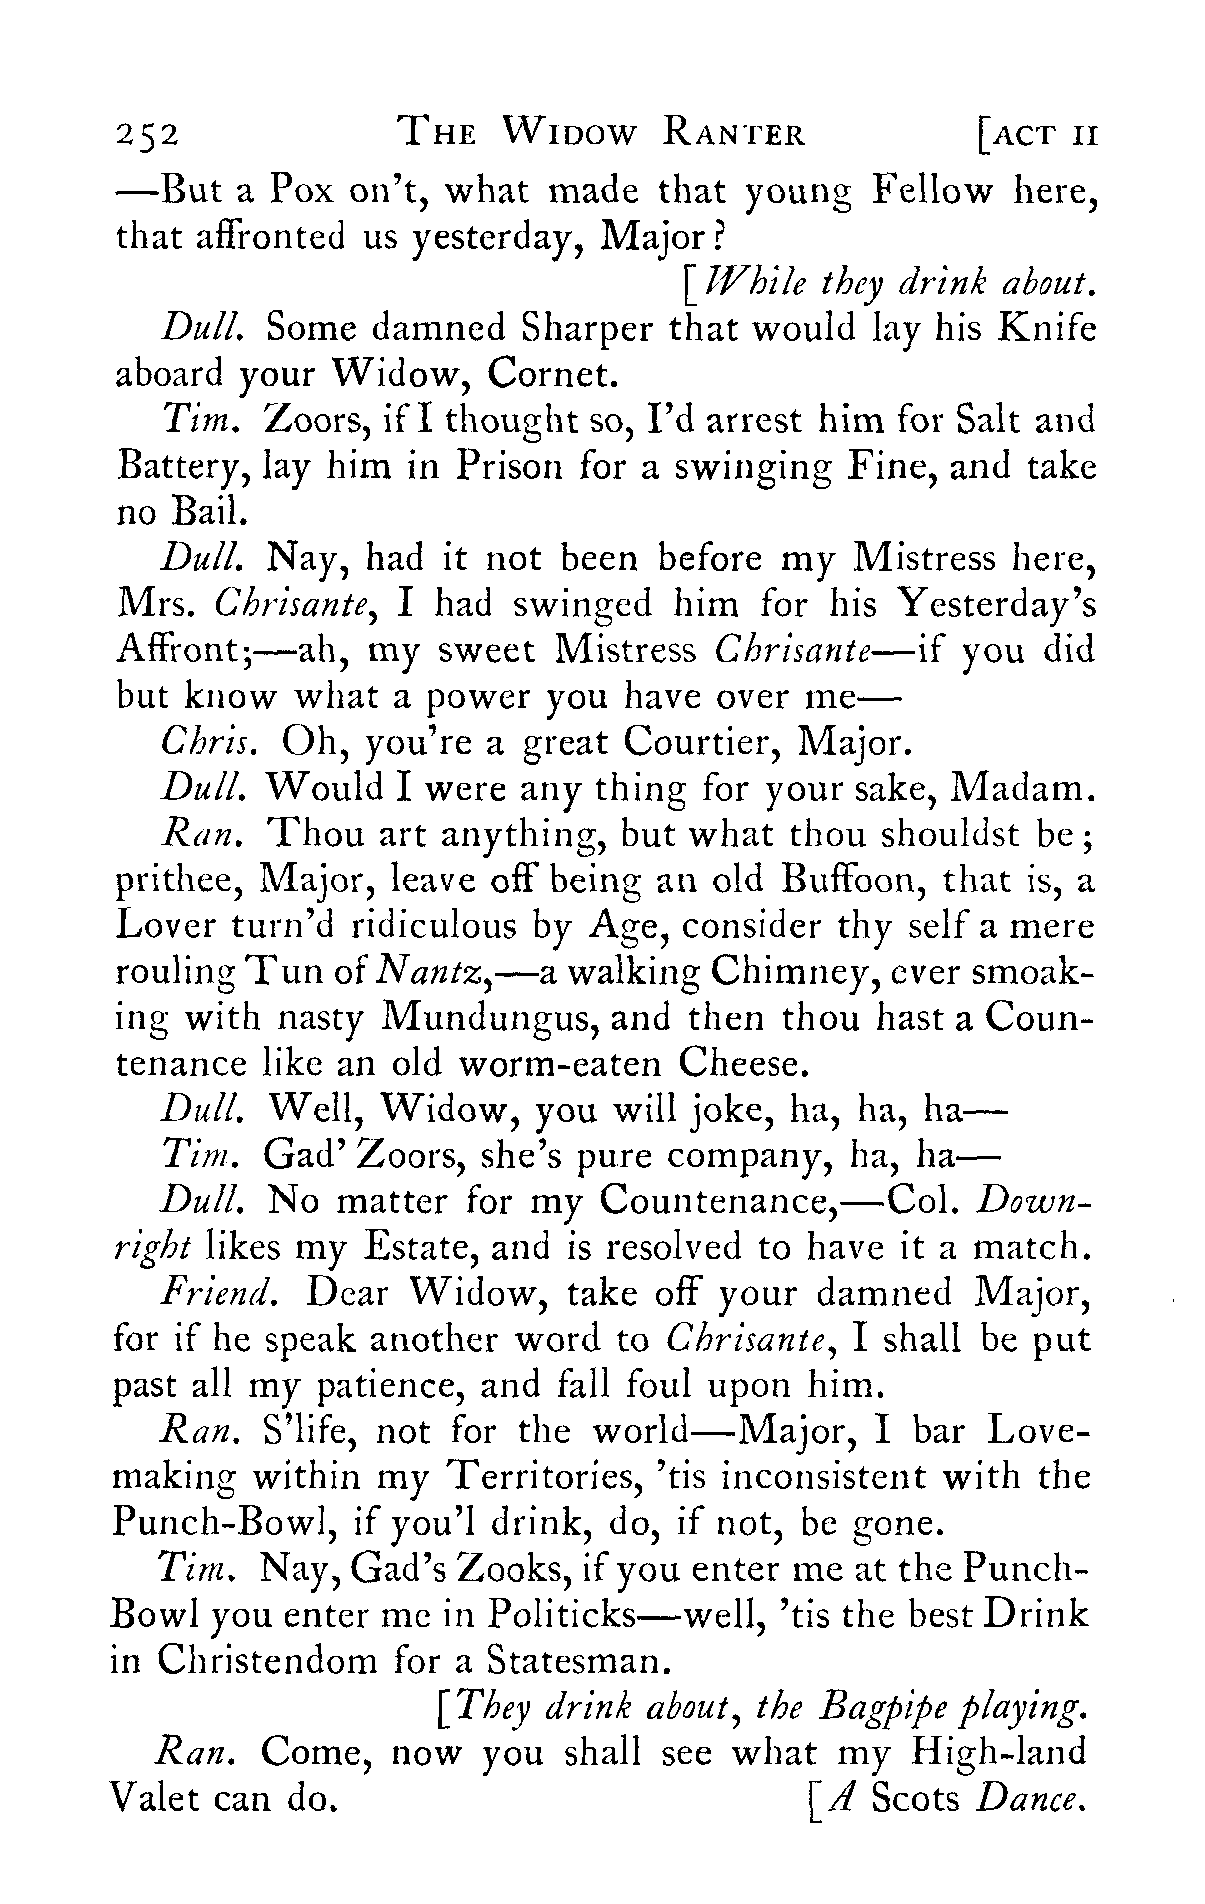 252 THE WIDOW RANTER [ACT II
—But a Pox on't, what made that young Fellow here,
that affronted us yesterday, Major?
[While they drink about.
Dull. Some damned Sharper that would lay his Knife
aboard your Widow, Cornet.
Tim. Zoors, if I thought so, I'd arrest him for Salt and
Battery, lay him in Prison for a swinging Fine, and take
no Bail.
Dull. Nay, had it not been before my Mistress here,
Mrs. Chrisante, I had swinged him for his Yesterday's
Affront;—ah, my sweet Mistress Chrisante—if you did
but know what a power you have over me—
Chris. Oh, you're a great Courtier, Major.
Dull. Would I were any thing for your sake, Madam.
Ran. Thou art anything, but what thou shouldst be;
prithee, Major, leave off being an old Buffoon, that is, a
Lover turn'd ridiculous by Age, consider thy self a mere
rouling Tun of Nantz,—a walking Chimney, ever smoak-
ing with nasty Mundungus, and then thou hast a Coun-
tenance like an old worm-eaten Cheese.
Dull. Well, Widow, you will joke, ha, ha, ha—
Tim. Gad' Zoors, she's pure company, ha, ha—
Dull. No matter for my Countenance,—Col. Down-
right likes my Estate, and is resolved to have it a match.
Friend. Dear Widow, take off your damned Major,
for if he speak another word to Chrisante, I shall be put
past all my patience, and fall foul upon him.
Ran. S'life, not for the world—Major, I bar Love-
making within my Territories, 'tis inconsistent with the
Punch-Bowl, if you'l drink, do, if not, be gone.
Tim. Nay, Gad's Zooks, if you enter me at the Punch-
Bowl you enter me in Politicks—well, 'tis the best Drink
in Christendom for a Statesman.
[They drink about, the Bagpipe playing.
Ran. Come, now you shall see what my High-land
Valet can do. [A Scots Dance.